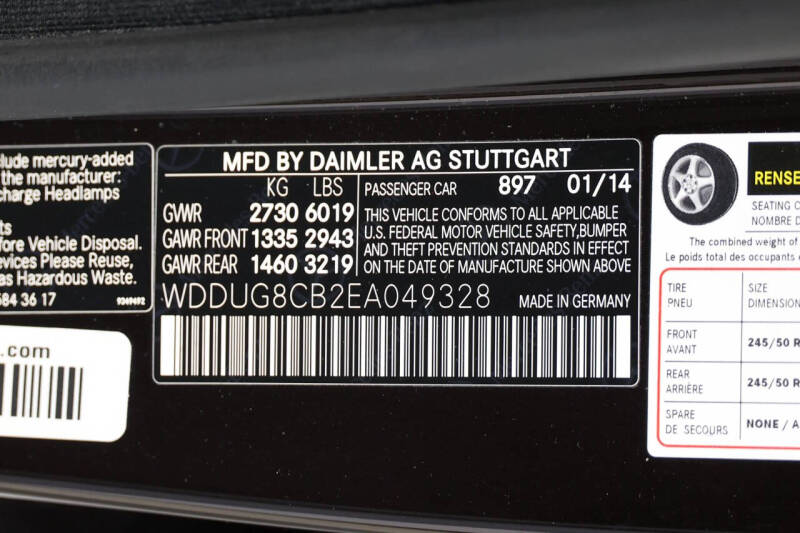 clude mercury-added
the manufacturer:
charge Headlamps
ts
efore Vehicle Disposal.
evices Please Reuse,
as Hazardous Waste.
584 36 17
.com
MFD BY DAIMLER AG STUTTGART
KG LBS
GVWR 2730 6019
GAWR FRONT 1335 2943
GAWR REAR 1460 3219
PASSENGER CAR 897 01/14
THIS VEHICLE CONFORMS TO ALL APPLICABLE
U.S. FEDERAL MOTOR VEHICLE SAFETY,BUMPER
AND THEFT PREVENTION STANDARDS IN EFFECT
ON THE DATE OF MANUFACTURE SHOWN ABOVE
WDDUG8CB2EA049328 MADE IN GERMANY
RENSE
SEATING C
NOMBRE D
The combined weight of
Le poids total des occupants
TIRE SIZE
PNEU DIMENSION
FRONT
AVANT 245/50 R
REAR
ARRIÈRE 245/50 R
SPARE
DE SECOURS NONE / A